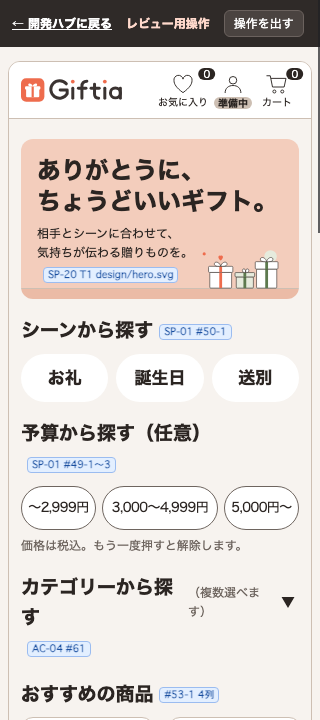 ← 開発ハブに戻る レビュー用操作 操作を出す
Giftia
0 0
お気に入り 準備中 カート
ありがとうに、
ちょうどいいギフト。
相手とシーンに合わせて、
気持ちが伝わる贈りものを。
SP-20 T1 design/hero.svg
シーンから探す SP-01 #50-1
お礼 誕生日 送別
予算から探す（任意）
SP-01 #49-1〜3
〜2,999円 3,000〜4,999円 5,000円〜
価格は税込。もう一度押すと解除します。
カテゴリーから探 （複数選べま ▼
す す）
AC-04 #61
おすすめの商品 #53-1 4列